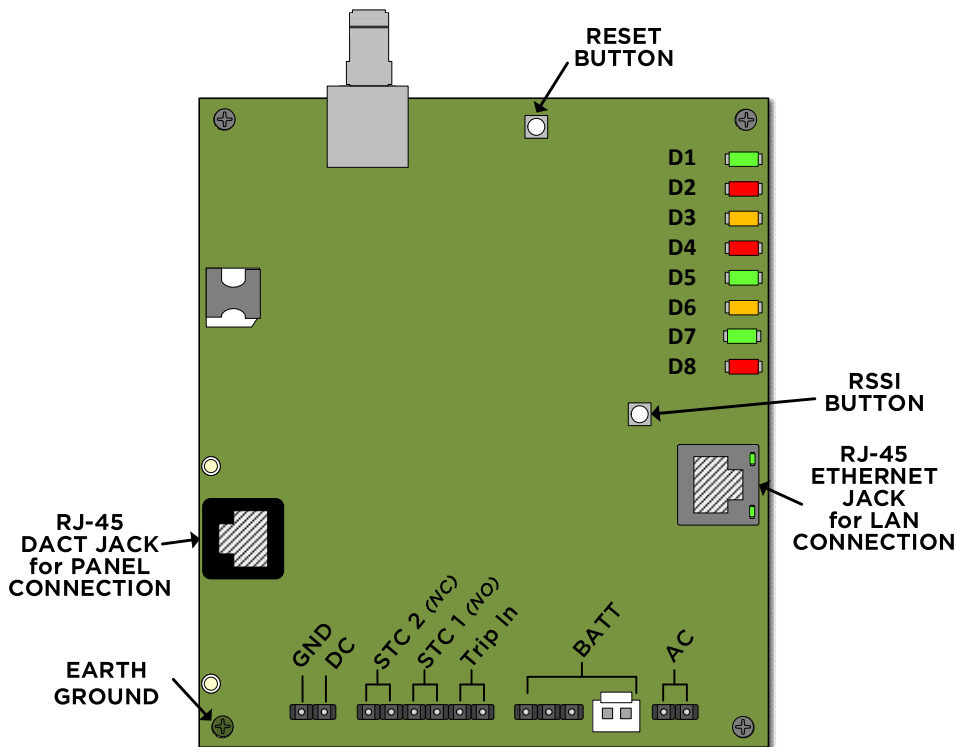 RESET
BUTTON
D1
D2
D3
D4
D5
D6
D7
D8
RSSI
BUTTON
RJ-45
ETHERNET
JACK
for LAN
CONNECTION
RJ-45
DACT JACK
for PANEL
CONNECTION
EARTH
GROUND
GND
DC
STC 2 (NC)
STC 1 (NO)
Trip In
BATT
AC